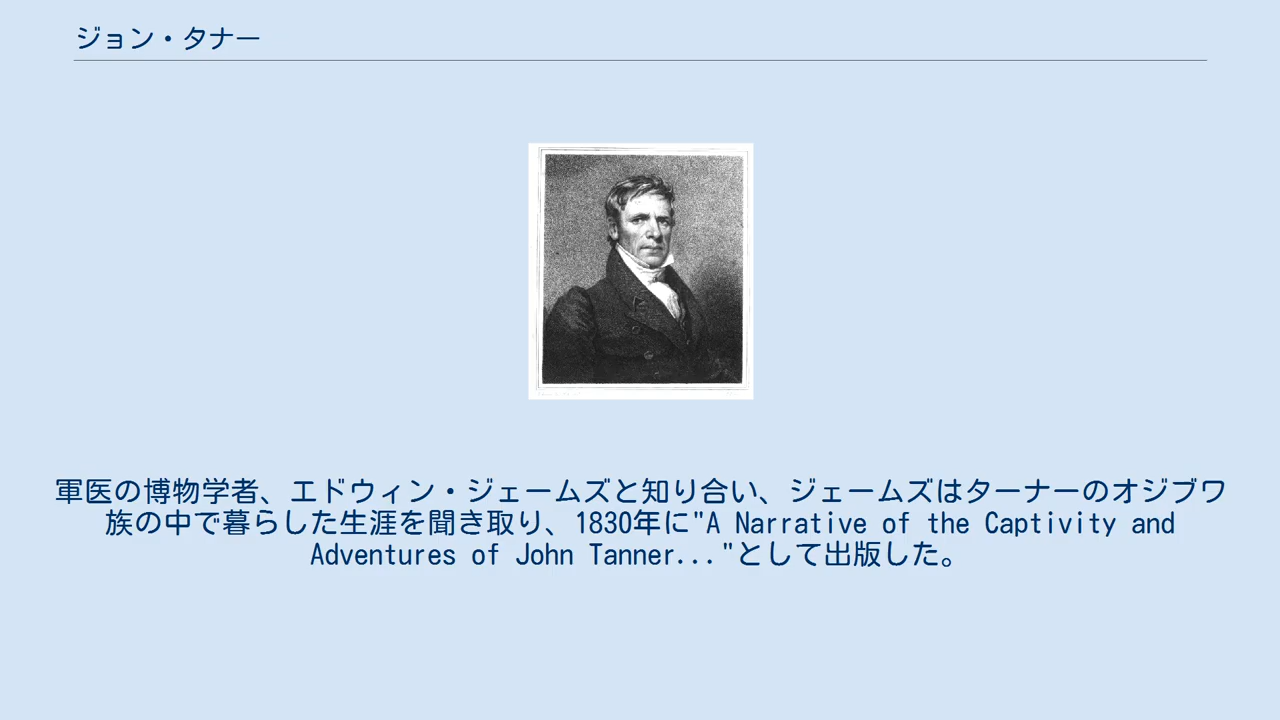 ジョン・タナー
軍医の博物学者、エドウィン・ジェームズと知り合い、ジェームズはターナーのオジブワ
族の中で暮らした生涯を聞き取り、1830年に"A Narrative of the Captivity and
Adventures of John Tanner..."として出版した。